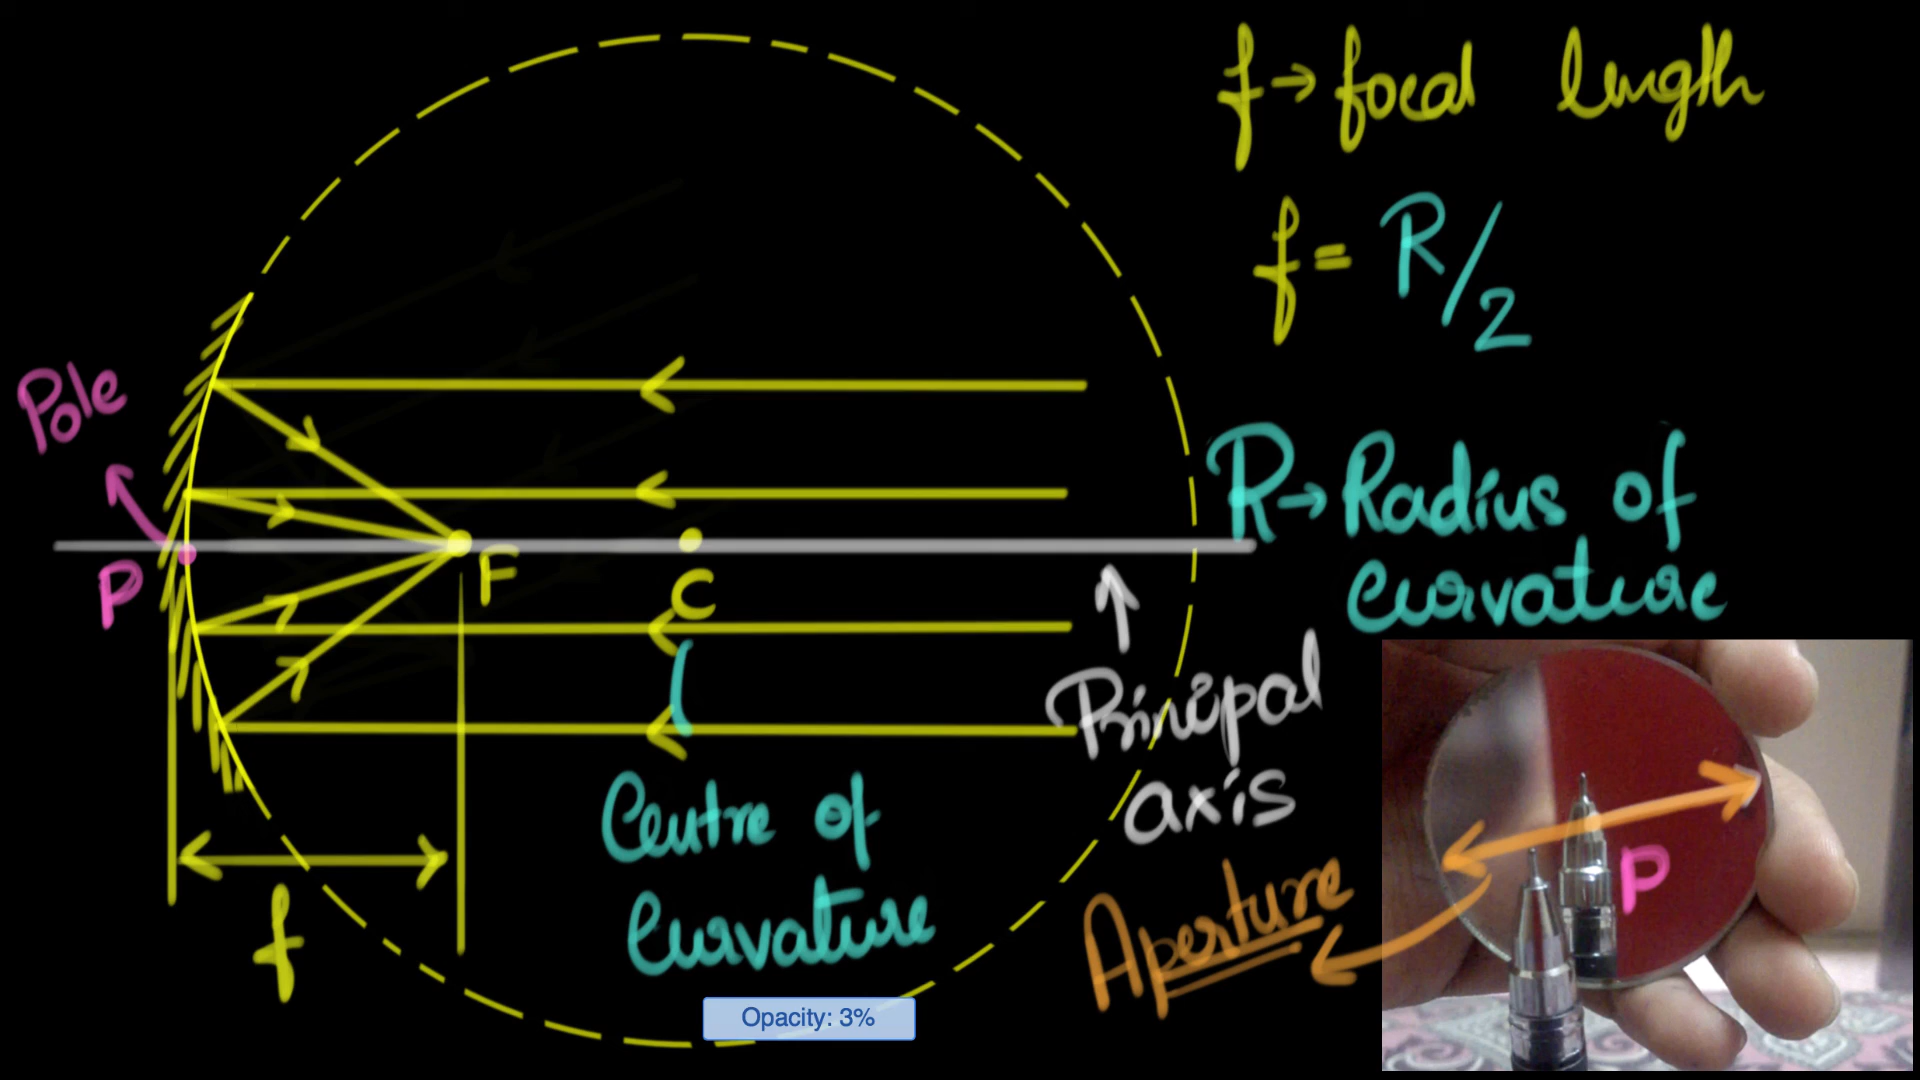 f → focal length
f = R/2
Pole
P
F
C
R → Radius of
Curvature
Principal
axis
Centre of
Curvature
Aperture
P
f
Opacity: 3%